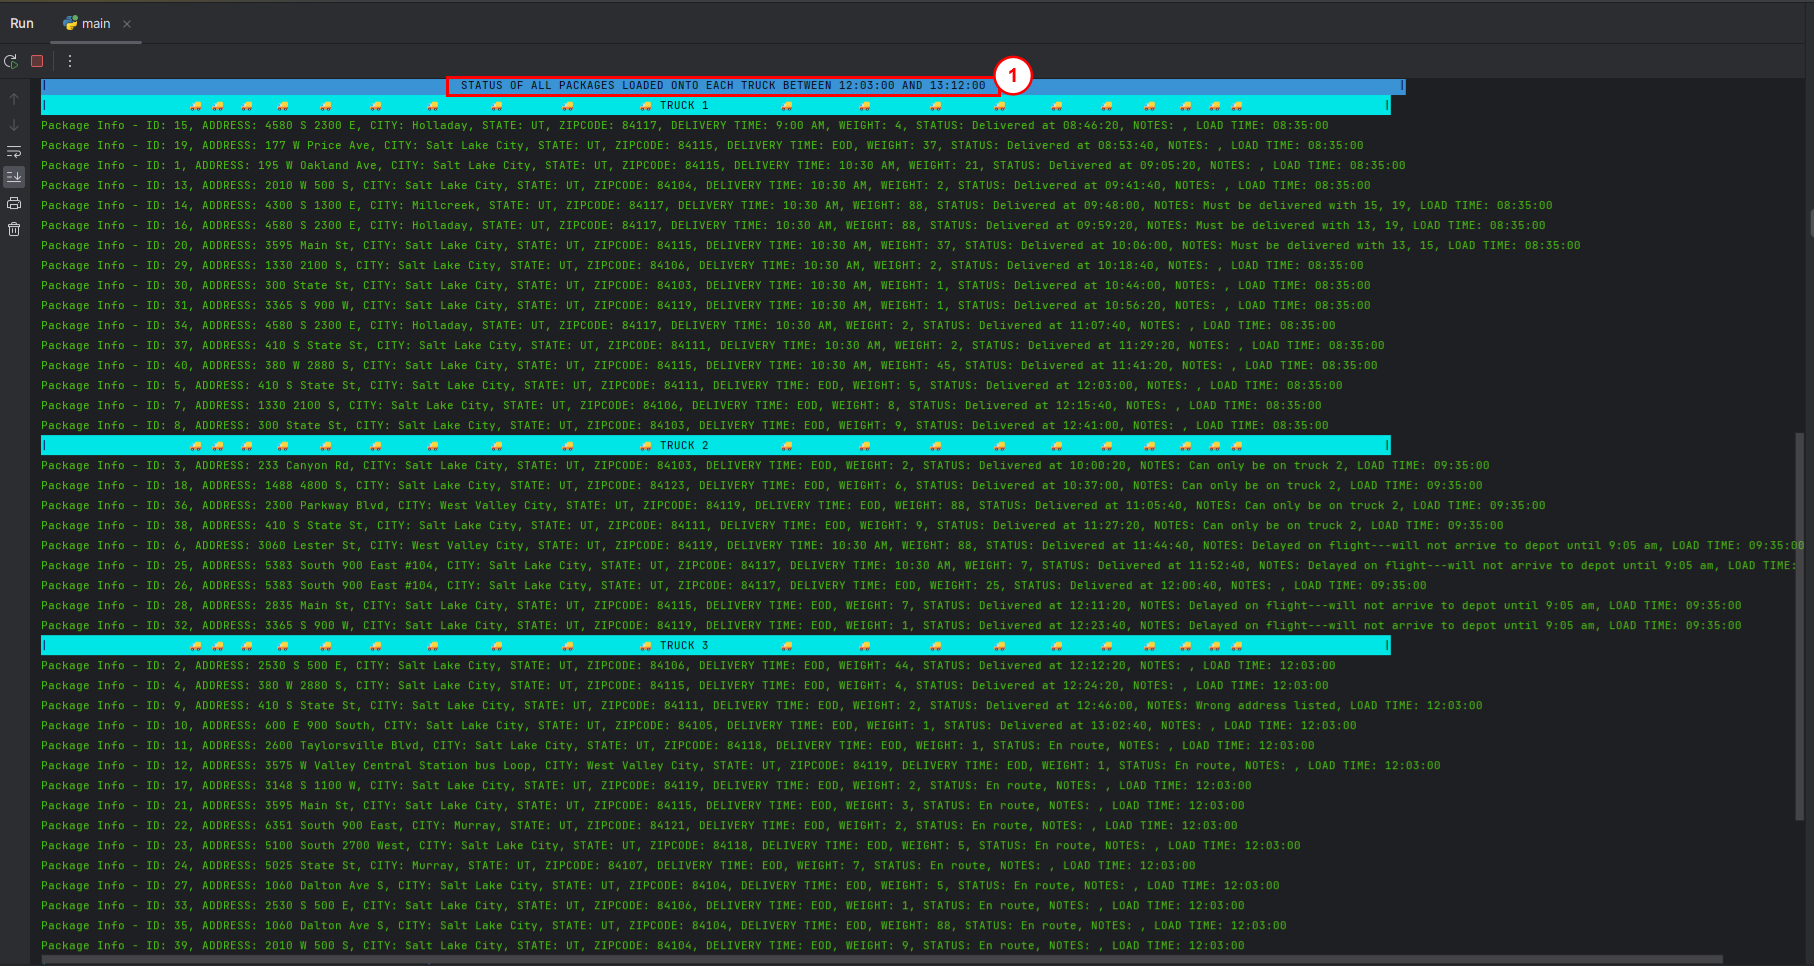 Run main
1
| STATUS OF ALL PACKAGES LOADED ONTO EACH TRUCK BETWEEN 12:03:00 AND 13:12:00 |
| TRUCK 1 |
Package Info - ID: 15, ADDRESS: 4580 S 2300 E, CITY: Holladay, STATE: UT, ZIPCODE: 84117, DELIVERY TIME: 9:00 AM, WEIGHT: 4, STATUS: Delivered at 08:46:20, NOTES: , LOAD TIME: 08:35:00
Package Info - ID: 19, ADDRESS: 177 W Price Ave, CITY: Salt Lake City, STATE: UT, ZIPCODE: 84115, DELIVERY TIME: EOD, WEIGHT: 37, STATUS: Delivered at 08:53:40, NOTES: , LOAD TIME: 08:35:00
Package Info - ID: 1, ADDRESS: 195 W Oakland Ave, CITY: Salt Lake City, STATE: UT, ZIPCODE: 84115, DELIVERY TIME: 10:30 AM, WEIGHT: 21, STATUS: Delivered at 09:05:20, NOTES: , LOAD TIME: 08:35:00
Package Info - ID: 13, ADDRESS: 2010 W 500 S, CITY: Salt Lake City, STATE: UT, ZIPCODE: 84104, DELIVERY TIME: 10:30 AM, WEIGHT: 2, STATUS: Delivered at 09:41:40, NOTES: , LOAD TIME: 08:35:00
Package Info - ID: 14, ADDRESS: 4300 S 1300 E, CITY: Millcreek, STATE: UT, ZIPCODE: 84117, DELIVERY TIME: 10:30 AM, WEIGHT: 88, STATUS: Delivered at 09:48:00, NOTES: Must be delivered with 15, 19, LOAD TIME: 08:35:00
Package Info - ID: 16, ADDRESS: 4580 S 2300 E, CITY: Holladay, STATE: UT, ZIPCODE: 84117, DELIVERY TIME: 10:30 AM, WEIGHT: 88, STATUS: Delivered at 09:59:20, NOTES: Must be delivered with 13, 19, LOAD TIME: 08:35:00
Package Info - ID: 20, ADDRESS: 3595 Main St, CITY: Salt Lake City, STATE: UT, ZIPCODE: 84115, DELIVERY TIME: 10:30 AM, WEIGHT: 37, STATUS: Delivered at 10:06:00, NOTES: Must be delivered with 13, 15, LOAD TIME: 08:35:00
Package Info - ID: 29, ADDRESS: 1330 2100 S, CITY: Salt Lake City, STATE: UT, ZIPCODE: 84106, DELIVERY TIME: 10:30 AM, WEIGHT: 2, STATUS: Delivered at 10:18:40, NOTES: , LOAD TIME: 08:35:00
Package Info - ID: 30, ADDRESS: 300 State St, CITY: Salt Lake City, STATE: UT, ZIPCODE: 84103, DELIVERY TIME: 10:30 AM, WEIGHT: 1, STATUS: Delivered at 10:44:00, NOTES: , LOAD TIME: 08:35:00
Package Info - ID: 31, ADDRESS: 3365 S 900 W, CITY: Salt Lake City, STATE: UT, ZIPCODE: 84119, DELIVERY TIME: 10:30 AM, WEIGHT: 1, STATUS: Delivered at 10:56:20, NOTES: , LOAD TIME: 08:35:00
Package Info - ID: 34, ADDRESS: 4580 S 2300 E, CITY: Holladay, STATE: UT, ZIPCODE: 84117, DELIVERY TIME: 10:30 AM, WEIGHT: 2, STATUS: Delivered at 11:07:40, NOTES: , LOAD TIME: 08:35:00
Package Info - ID: 37, ADDRESS: 410 S State St, CITY: Salt Lake City, STATE: UT, ZIPCODE: 84111, DELIVERY TIME: 10:30 AM, WEIGHT: 2, STATUS: Delivered at 11:29:20, NOTES: , LOAD TIME: 08:35:00
Package Info - ID: 40, ADDRESS: 380 W 2880 S, CITY: Salt Lake City, STATE: UT, ZIPCODE: 84115, DELIVERY TIME: 10:30 AM, WEIGHT: 45, STATUS: Delivered at 11:41:20, NOTES: , LOAD TIME: 08:35:00
Package Info - ID: 5, ADDRESS: 410 S State St, CITY: Salt Lake City, STATE: UT, ZIPCODE: 84111, DELIVERY TIME: EOD, WEIGHT: 5, STATUS: Delivered at 12:03:00, NOTES: , LOAD TIME: 08:35:00
Package Info - ID: 7, ADDRESS: 1330 2100 S, CITY: Salt Lake City, STATE: UT, ZIPCODE: 84106, DELIVERY TIME: EOD, WEIGHT: 8, STATUS: Delivered at 12:15:40, NOTES: , LOAD TIME: 08:35:00
Package Info - ID: 8, ADDRESS: 300 State St, CITY: Salt Lake City, STATE: UT, ZIPCODE: 84103, DELIVERY TIME: EOD, WEIGHT: 9, STATUS: Delivered at 12:41:00, NOTES: , LOAD TIME: 08:35:00
| TRUCK 2 |
Package Info - ID: 3, ADDRESS: 233 Canyon Rd, CITY: Salt Lake City, STATE: UT, ZIPCODE: 84103, DELIVERY TIME: EOD, WEIGHT: 2, STATUS: Delivered at 10:00:20, NOTES: Can only be on truck 2, LOAD TIME: 09:35:00
Package Info - ID: 18, ADDRESS: 1488 4800 S, CITY: Salt Lake City, STATE: UT, ZIPCODE: 84123, DELIVERY TIME: EOD, WEIGHT: 6, STATUS: Delivered at 10:37:00, NOTES: Can only be on truck 2, LOAD TIME: 09:35:00
Package Info - ID: 36, ADDRESS: 2300 Parkway Blvd, CITY: West Valley City, STATE: UT, ZIPCODE: 84119, DELIVERY TIME: EOD, WEIGHT: 88, STATUS: Delivered at 11:05:40, NOTES: Can only be on truck 2, LOAD TIME: 09:35:00
Package Info - ID: 38, ADDRESS: 410 S State St, CITY: Salt Lake City, STATE: UT, ZIPCODE: 84111, DELIVERY TIME: EOD, WEIGHT: 9, STATUS: Delivered at 11:27:20, NOTES: Can only be on truck 2, LOAD TIME: 09:35:00
Package Info - ID: 6, ADDRESS: 3060 Lester St, CITY: West Valley City, STATE: UT, ZIPCODE: 84119, DELIVERY TIME: 10:30 AM, WEIGHT: 88, STATUS: Delivered at 11:44:40, NOTES: Delayed on flight---will not arrive to depot until 9:05 am, LOAD TIME: 09:35:00
Package Info - ID: 25, ADDRESS: 5383 South 900 East #104, CITY: Salt Lake City, STATE: UT, ZIPCODE: 84117, DELIVERY TIME: 10:30 AM, WEIGHT: 7, STATUS: Delivered at 11:52:40, NOTES: Delayed on flight---will not arrive to depot until 9:05 am, LOAD TIME:
Package Info - ID: 26, ADDRESS: 5383 South 900 East #104, CITY: Salt Lake City, STATE: UT, ZIPCODE: 84117, DELIVERY TIME: EOD, WEIGHT: 25, STATUS: Delivered at 12:00:40, NOTES: , LOAD TIME: 09:35:00
Package Info - ID: 28, ADDRESS: 2835 Main St, CITY: Salt Lake City, STATE: UT, ZIPCODE: 84115, DELIVERY TIME: EOD, WEIGHT: 7, STATUS: Delivered at 12:11:20, NOTES: Delayed on flight---will not arrive to depot until 9:05 am, LOAD TIME: 09:35:00
Package Info - ID: 32, ADDRESS: 3365 S 900 W, CITY: Salt Lake City, STATE: UT, ZIPCODE: 84119, DELIVERY TIME: EOD, WEIGHT: 1, STATUS: Delivered at 12:23:40, NOTES: Delayed on flight---will not arrive to depot until 9:05 am, LOAD TIME: 09:35:00
| TRUCK 3 |
Package Info - ID: 2, ADDRESS: 2530 S 500 E, CITY: Salt Lake City, STATE: UT, ZIPCODE: 84106, DELIVERY TIME: EOD, WEIGHT: 44, STATUS: Delivered at 12:12:20, NOTES: , LOAD TIME: 12:03:00
Package Info - ID: 4, ADDRESS: 380 W 2880 S, CITY: Salt Lake City, STATE: UT, ZIPCODE: 84115, DELIVERY TIME: EOD, WEIGHT: 4, STATUS: Delivered at 12:24:20, NOTES: , LOAD TIME: 12:03:00
Package Info - ID: 9, ADDRESS: 410 S State St, CITY: Salt Lake City, STATE: UT, ZIPCODE: 84111, DELIVERY TIME: EOD, WEIGHT: 2, STATUS: Delivered at 12:46:00, NOTES: Wrong address listed, LOAD TIME: 12:03:00
Package Info - ID: 10, ADDRESS: 600 E 900 South, CITY: Salt Lake City, STATE: UT, ZIPCODE: 84105, DELIVERY TIME: EOD, WEIGHT: 1, STATUS: Delivered at 13:02:40, NOTES: , LOAD TIME: 12:03:00
Package Info - ID: 11, ADDRESS: 2600 Taylorsville Blvd, CITY: Salt Lake City, STATE: UT, ZIPCODE: 84118, DELIVERY TIME: EOD, WEIGHT: 1, STATUS: En route, NOTES: , LOAD TIME: 12:03:00
Package Info - ID: 12, ADDRESS: 3575 W Valley Central Station bus Loop, CITY: West Valley City, STATE: UT, ZIPCODE: 84119, DELIVERY TIME: EOD, WEIGHT: 1, STATUS: En route, NOTES: , LOAD TIME: 12:03:00
Package Info - ID: 17, ADDRESS: 3148 S 1100 W, CITY: Salt Lake City, STATE: UT, ZIPCODE: 84119, DELIVERY TIME: EOD, WEIGHT: 2, STATUS: En route, NOTES: , LOAD TIME: 12:03:00
Package Info - ID: 21, ADDRESS: 3595 Main St, CITY: Salt Lake City, STATE: UT, ZIPCODE: 84115, DELIVERY TIME: EOD, WEIGHT: 3, STATUS: En route, NOTES: , LOAD TIME: 12:03:00
Package Info - ID: 22, ADDRESS: 6351 South 900 East, CITY: Murray, STATE: UT, ZIPCODE: 84121, DELIVERY TIME: EOD, WEIGHT: 2, STATUS: En route, NOTES: , LOAD TIME: 12:03:00
Package Info - ID: 23, ADDRESS: 5100 South 2700 West, CITY: Salt Lake City, STATE: UT, ZIPCODE: 84118, DELIVERY TIME: EOD, WEIGHT: 5, STATUS: En route, NOTES: , LOAD TIME: 12:03:00
Package Info - ID: 24, ADDRESS: 5025 State St, CITY: Murray, STATE: UT, ZIPCODE: 84107, DELIVERY TIME: EOD, WEIGHT: 7, STATUS: En route, NOTES: , LOAD TIME: 12:03:00
Package Info - ID: 27, ADDRESS: 1060 Dalton Ave S, CITY: Salt Lake City, STATE: UT, ZIPCODE: 84104, DELIVERY TIME: EOD, WEIGHT: 5, STATUS: En route, NOTES: , LOAD TIME: 12:03:00
Package Info - ID: 33, ADDRESS: 2530 S 500 E, CITY: Salt Lake City, STATE: UT, ZIPCODE: 84106, DELIVERY TIME: EOD, WEIGHT: 1, STATUS: En route, NOTES: , LOAD TIME: 12:03:00
Package Info - ID: 35, ADDRESS: 1060 Dalton Ave S, CITY: Salt Lake City, STATE: UT, ZIPCODE: 84104, DELIVERY TIME: EOD, WEIGHT: 88, STATUS: En route, NOTES: , LOAD TIME: 12:03:00
Package Info - ID: 39, ADDRESS: 2010 W 500 S, CITY: Salt Lake City, STATE: UT, ZIPCODE: 84104, DELIVERY TIME: EOD, WEIGHT: 9, STATUS: En route, NOTES: , LOAD TIME: 12:03:00